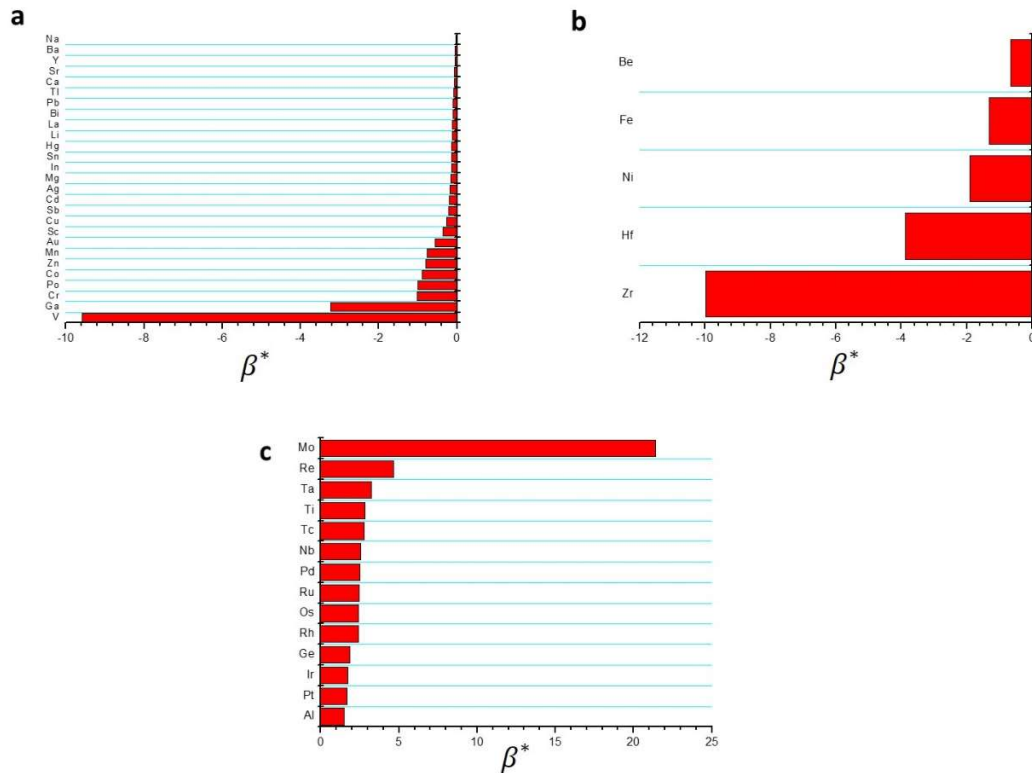 a
Na
Ba
Y
Sr
Ca
Tl
Pb
Bi
La
Li
Hg
Sn
In
Mg
Ag
Cd
Sb
Cu
Sc
Au
Mn
Zn
Co
Po
Cr
Ga
V
-10 -8 -6 -4 -2 0
β*
b
Be
Fe
Ni
Hf
Zr
-12 -10 -8 -6 -4 -2 0
β*
c
Mo
Re
Ta
Ti
Tc
Nb
Pd
Ru
Os
Rh
Ge
Ir
Pt
Al
0 5 10 15 20 25
β*